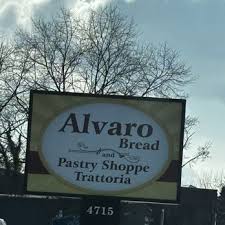 Alvaro
Bread
and
Pastry Shoppe
Trattoria
4715